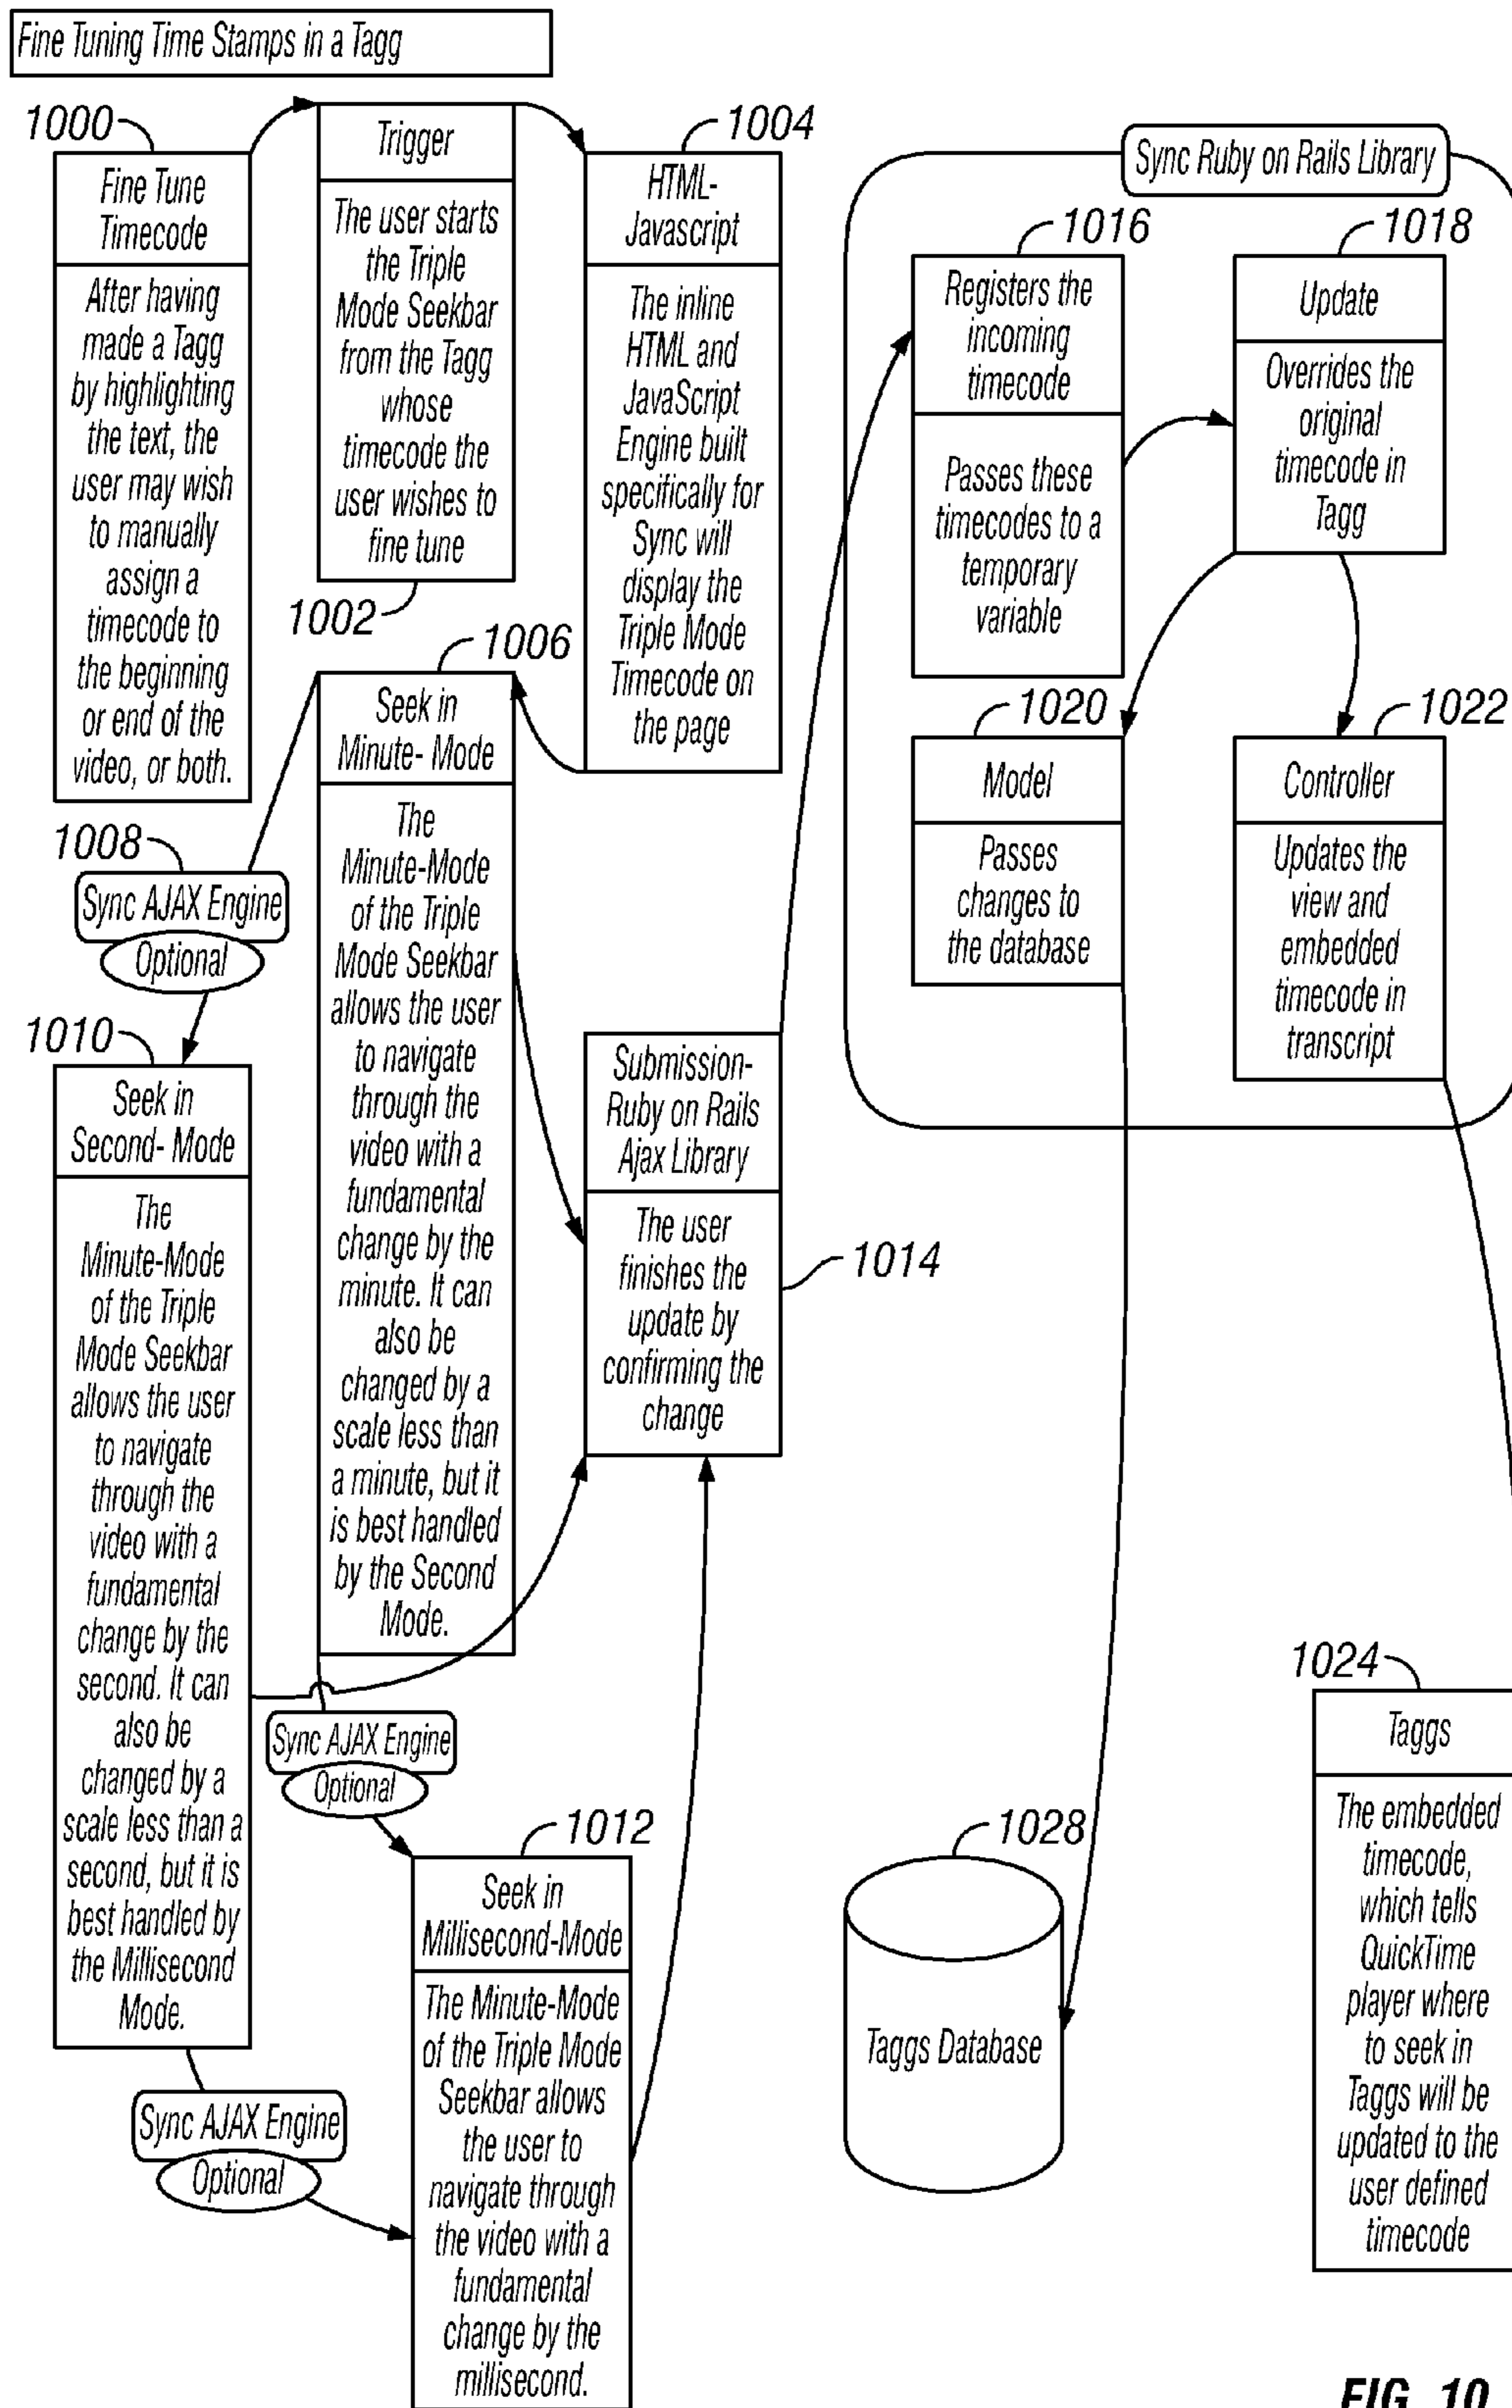 Fine Tuning Time Stamps in a Tagg
1000
Fine Tune
Timecode
After having
made a Tagg
by highlighting
the text, the
user may wish
to manually
assign a
timecode to
the beginning
or end of the
video, or both.
Trigger
The user starts
the Triple
Mode Seekbar
from the Tagg
whose
timecode the
user wishes to
fine tune
1002
1004
HTML-
Javascript
The inline
HTML and
JavaScript
Engine built
specifically for
Sync will
display the
Triple Mode
Timecode on
the page
1006
Seek in
Minute- Mode
The
Minute-Mode
of the Triple
Mode Seekbar
allows the user
to navigate
through the
video with a
fundamental
change by the
minute. It can
also be
changed by a
scale less than
a minute, but it
is best handled
by the Second
Mode.
1008
Sync AJAX Engine
Optional
1010
Seek in
Second- Mode
The
Minute-Mode
of the Triple
Mode Seekbar
allows the user
to navigate
through the
video with a
fundamental
change by the
second. It can
also be
changed by a
scale less than a
second, but it is
best handled by
the Millisecond
Mode.
Sync AJAX Engine
Optional
Sync AJAX Engine
Optional
1012
Seek in
Millisecond-Mode
The Minute-Mode
of the Triple Mode
Seekbar allows
the user to
navigate through
the video with a
fundamental
change by the
millisecond.
Submission-
Ruby on Rails
Ajax Library
The user
finishes the
update by
confirming the
change
1014
Sync Ruby on Rails Library
1016
Registers the
incoming
timecode
Passes these
timecodes to a
temporary
variable
1018
Update
Overrides the
original
timecode in
Tagg
1020
Model
Passes
changes to
the database
1022
Controller
Updates the
view and
embedded
timecode in
transcript
1028
Taggs Database
1024
Taggs
The embedded
timecode,
which tells
QuickTime
player where
to seek in
Taggs will be
updated to the
user defined
timecode
FIG. 10